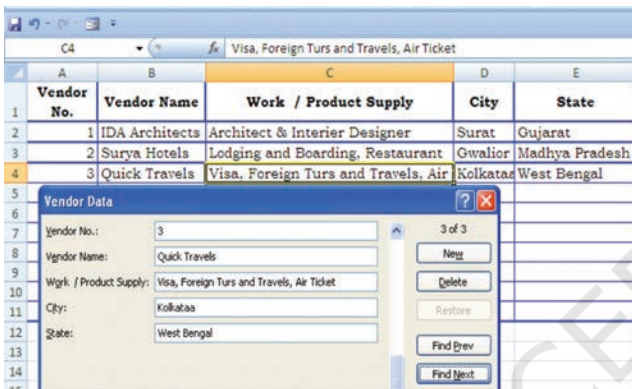 C4 fx Visa, Foreign Turs and Travels, Air Ticket
A B C D E
1 Vendor No. Vendor Name Work / Product Supply City State
2 1 IDA Architects Architect & Interior Designer Surat Gujarat
3 2 Surya Hotels Lodging and Boarding, Restaurant Gwalior Madhya Pradesh
4 3 Quick Travels Visa, Foreign Turs and Travels, Air Kolkataa West Bengal
5
6
7
8
9
10
11
12
13
14
Vendor Data ?
Vendor No.: 3 3 of 3
Vendor Name: Quick Travels New
Work / Product Supply: Visa, Foreign Turs and Travels, Air Ticket Delete
City: Kolkataa Restore
State: West Bengal
Find Prev
Find Next